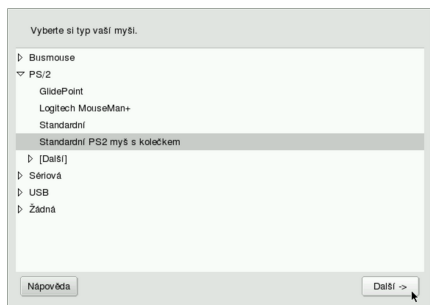 Vyberte si typ vaší myši.
Busmouse
PS/2
GlidePoint
Logitech MouseMan+
Standardní
Standardní PS2 myš s kolečkem
[Další]
Sériová
USB
Žádná
Nápověda
Další ->